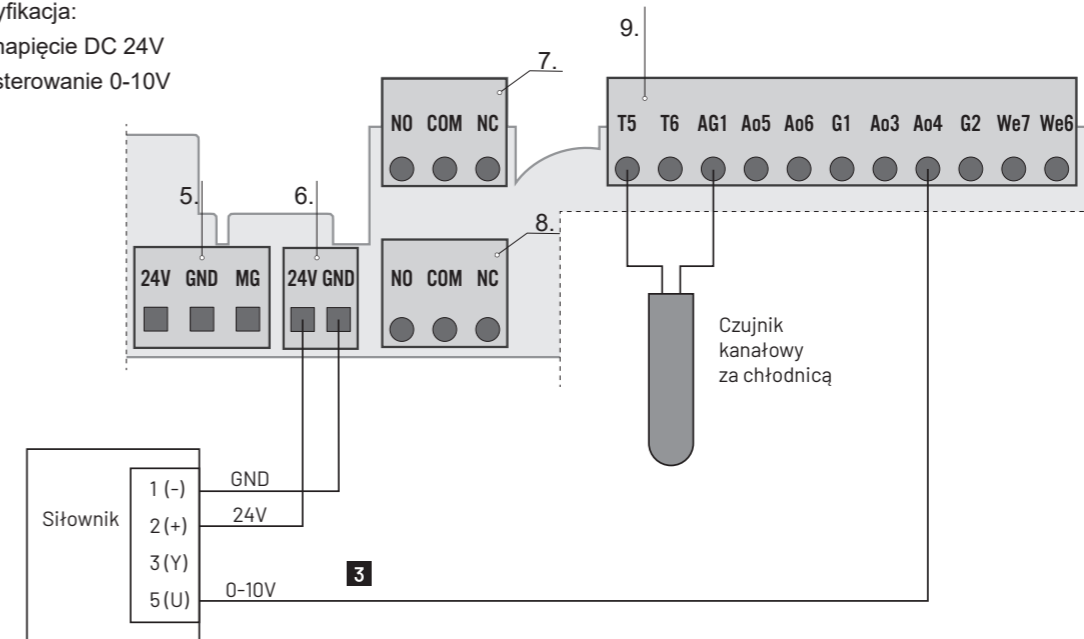 yfikacja:
napięcie DC 24V
sterowanie 0-10V
9.
7.
T5 T6 AG1 Ao5 Ao6 G1 Ao3 Ao4 G2 We7 We6
NO COM NC
5.
6.
8.
24V GND MG
24V GND
NO COM NC
Czujnik
kanałowy
za chłodnicą
Siłownik
1 (-)
GND
2 (+)
24V
3 (Y)
3
5 (U)
0-10V